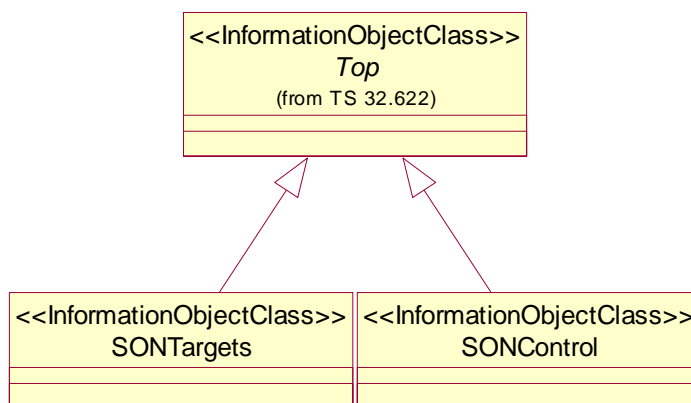 <<InformationObjectClass>>
Top
(from TS 32.622)
<<InformationObjectClass>>
SONTargets
<<InformationObjectClass>>
SONControl